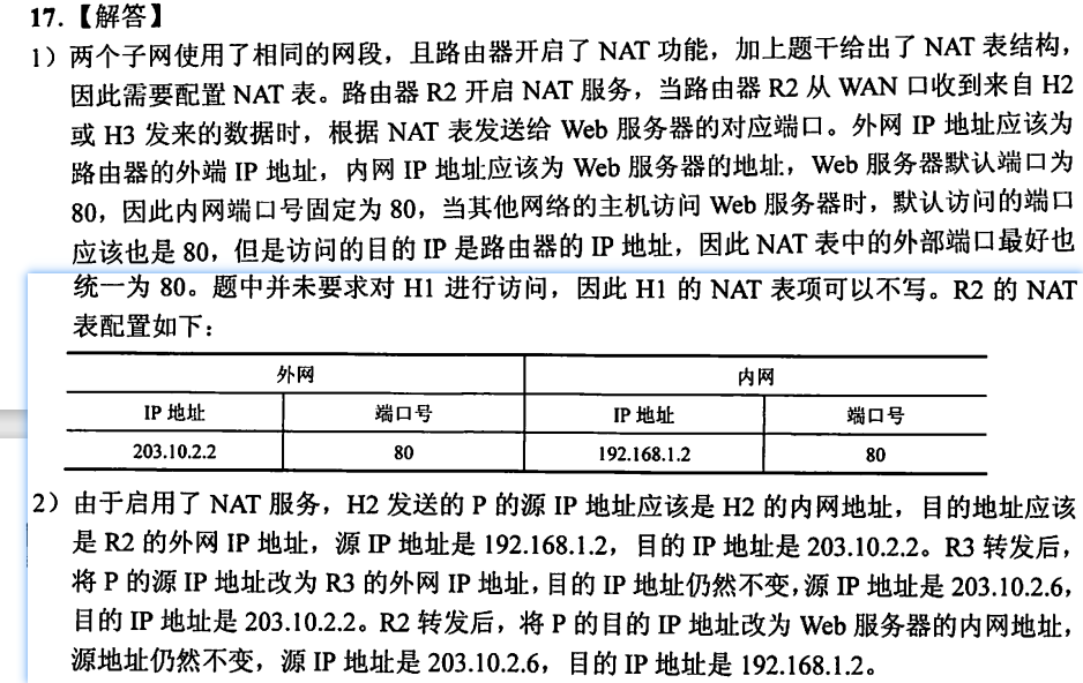 17.【解答】
1）两个子网使用了相同的网段，且路由器开启了 NAT 功能，加上题干给出了 NAT 表结构，
因此需要配置 NAT 表。路由器 R2 开启 NAT 服务，当路由器 R2 从 WAN 口收到来自 H2
或 H3 发来的数据时，根据 NAT 表发送给 Web 服务器的对应端口。外网 IP 地址应该为
路由器的外端 IP 地址，内网 IP 地址应该为 Web 服务器的地址，Web 服务器默认端口为
80，因此内网端口号固定为 80，当其他网络的主机访问 Web 服务器时，默认访问的端口
应该也是 80，但是访问的目的 IP 是路由器的 IP 地址，因此 NAT 表中的外部端口最好也
统一为 80。题中并未要求对 H1 进行访问，因此 H1 的 NAT 表项可以不写。R2 的 NAT
表配置如下：
外网 内网
IP 地址 端口号 IP 地址 端口号
203.10.2.2 80 192.168.1.2 80
2）由于启用了 NAT 服务，H2 发送的 P 的源 IP 地址应该是 H2 的内网地址，目的地址应该
是 R2 的外网 IP 地址，源 IP 地址是 192.168.1.2，目的 IP 地址是 203.10.2.2。R3 转发后，
将 P 的源 IP 地址改为 R3 的外网 IP 地址，目的 IP 地址仍然不变，源 IP 地址是 203.10.2.6，
目的 IP 地址是 203.10.2.2。R2 转发后，将 P 的目的 IP 地址改为 Web 服务器的内网地址，
源地址仍然不变，源 IP 地址是 203.10.2.6，目的 IP 地址是 192.168.1.2。